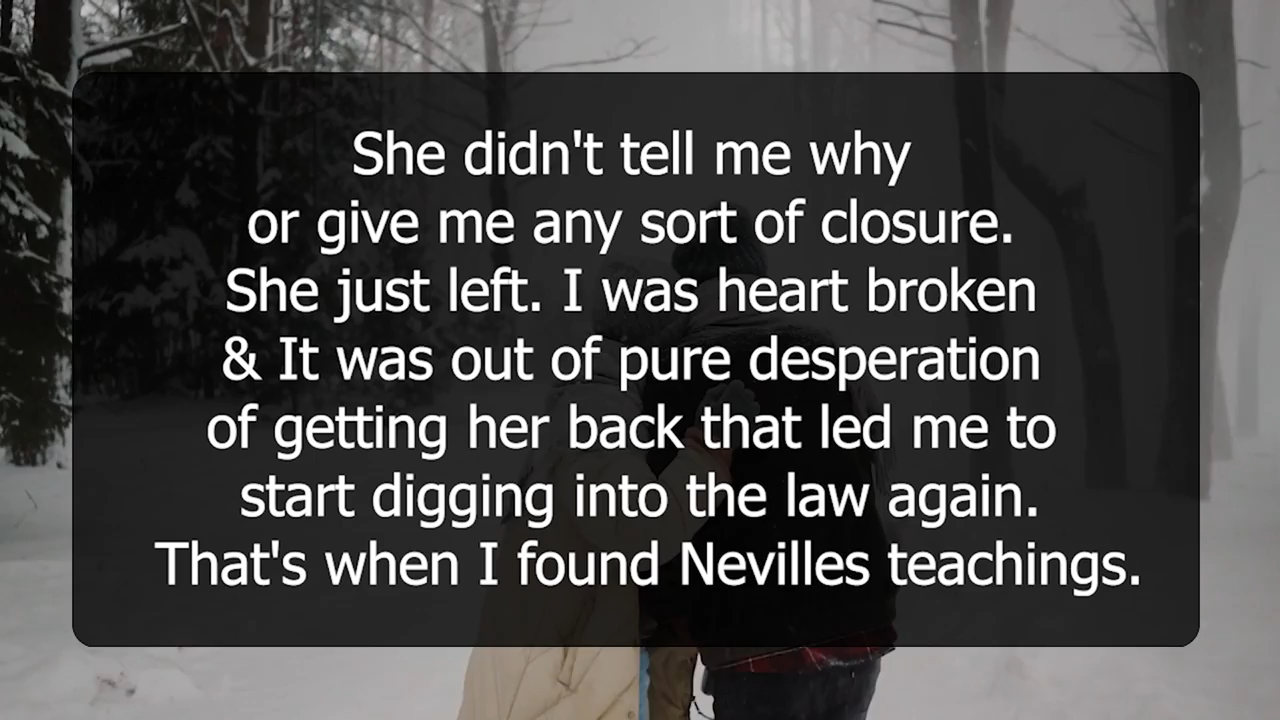 She didn't tell me why
or give me any sort of closure.
She just left. I was heart broken
& It was out of pure desperation
of getting her back that led me to
start digging into the law again.
That's when I found Nevilles teachings.